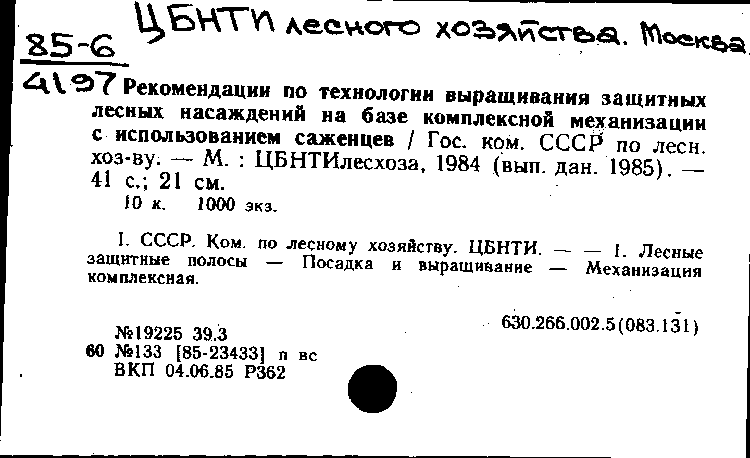 ЦБНТИ лесного хозяйства. Москва.
85-6
4197
Рекомендации по технологии выращивания защитных
лесных насаждений на базе комплексной механизации
с использованием саженцев / Гос. ком. СССР по лесн.
хоз-ву. — М. : ЦБНТИлесхоза, 1984 (вып. дан. 1985). —
41 с.; 21 см.
10 к. 1000 экз.
I. СССР. Ком. по лесному хозяйству. ЦБНТИ. — — 1. Лесные
защитные полосы — Посадка и выращивание — Механизация
комплексная.
630.266.002.5(083.131)
№19225 39.3
60 №133 [85-23433] п вс
ВКП 04.06.85 Р362